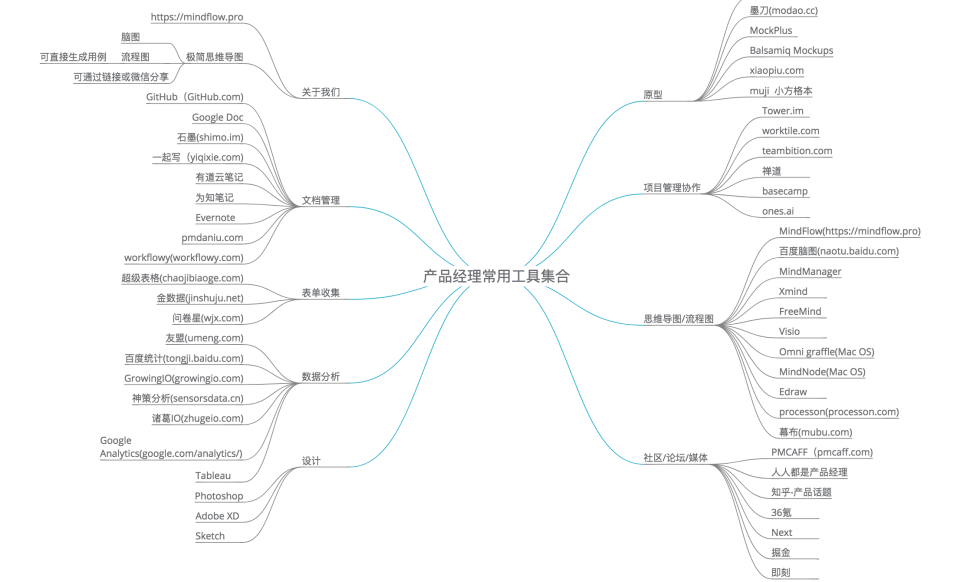 产品经理常用工具集合
关于我们
https://mindflow.pro
极简思维导图
脑图
流程图
可直接生成用例
可通过链接或微信分享
文档管理
GitHub（GitHub.com)
Google Doc
石墨(shimo.im)
一起写（yiqixie.com)
有道云笔记
为知笔记
Evernote
pmdaniu.com
workflowy(workflowy.com)
表单收集
超级表格(chaojibiaoge.com)
金数据(jinshuju.net)
问卷星(wjx.com)
数据分析
友盟(umeng.com)
百度统计(tongji.baidu.com)
GrowingIO(growingio.com)
神策分析(sensorsdata.cn)
诸葛IO(zhugeio.com)
Google
Analytics(google.com/analytics/)
Tableau
设计
Photoshop
Adobe XD
Sketch
原型
墨刀(modao.cc)
MockPlus
Balsamiq Mockups
xiaopiu.com
muji 小方格本
项目管理协作
Tower.im
worktile.com
teambition.com
禅道
basecamp
ones.ai
思维导图/流程图
MindFlow(https://mindflow.pro)
百度脑图(naotu.baidu.com)
MindManager
Xmind
FreeMind
Visio
Omni graffle(Mac OS)
MindNode(Mac OS)
Edraw
processon(processon.com)
幕布(mubu.com)
社区/论坛/媒体
PMCAFF（pmcaff.com)
人人都是产品经理
知乎-产品话题
36氪
Next
掘金
即刻